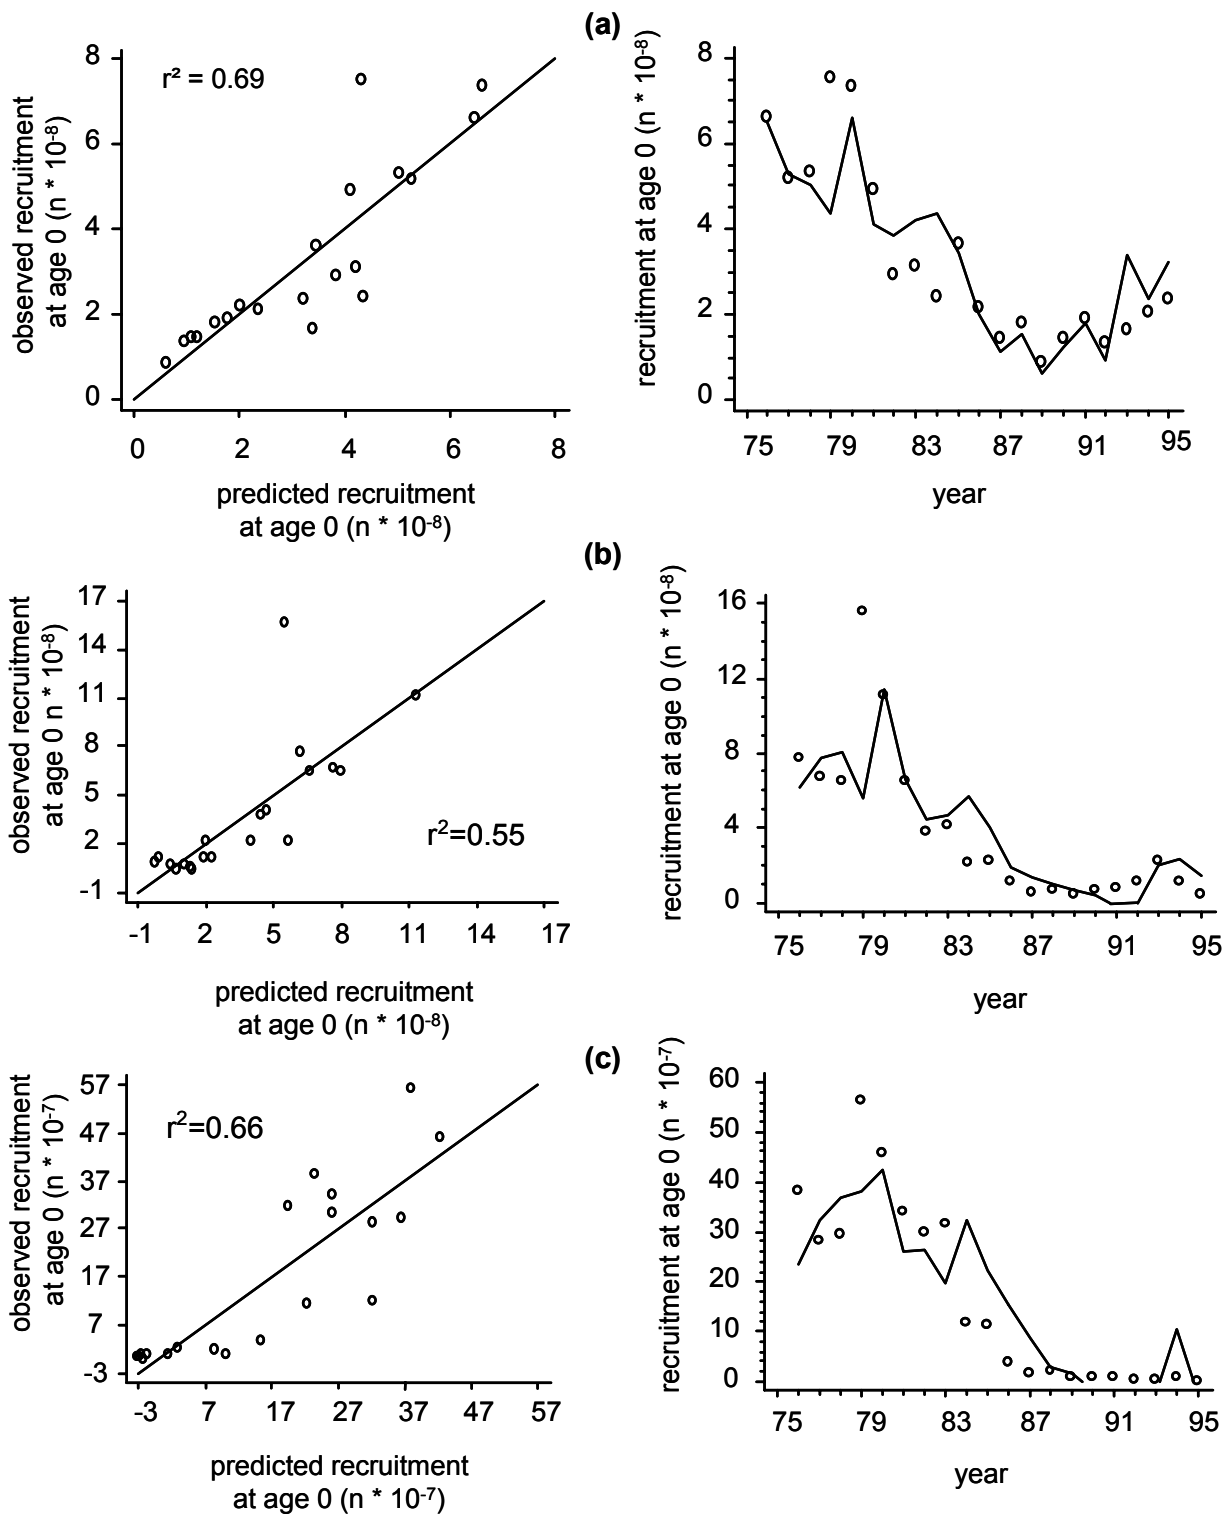 (a)
observed recruitment
at age 0 (n * 10⁻⁸)
8
6
4
2
0
r² = 0.69
0 2 4 6 8
predicted recruitment
at age 0 (n * 10⁻⁸)
recruitment at age 0 (n * 10⁻⁸)
8
6
4
2
0
75 79 83 87 91 95
year
(b)
observed recruitment
at age 0 n * 10⁻⁸)
17
14
11
8
5
2
-1
r²=0.55
-1 2 5 8 11 14 17
predicted recruitment
at age 0 (n * 10⁻⁸)
recruitment at age 0 (n * 10⁻⁸)
16
12
8
4
0
75 79 83 87 91 95
year
(c)
observed recruitment
at age 0 (n * 10⁻⁷)
57
47
37
27
17
7
-3
r²=0.66
-3 7 17 27 37 47 57
predicted recruitment
at age 0 (n * 10⁻⁷)
recruitment at age 0 (n * 10⁻⁷)
60
50
40
30
20
10
0
75 79 83 87 91 95
year